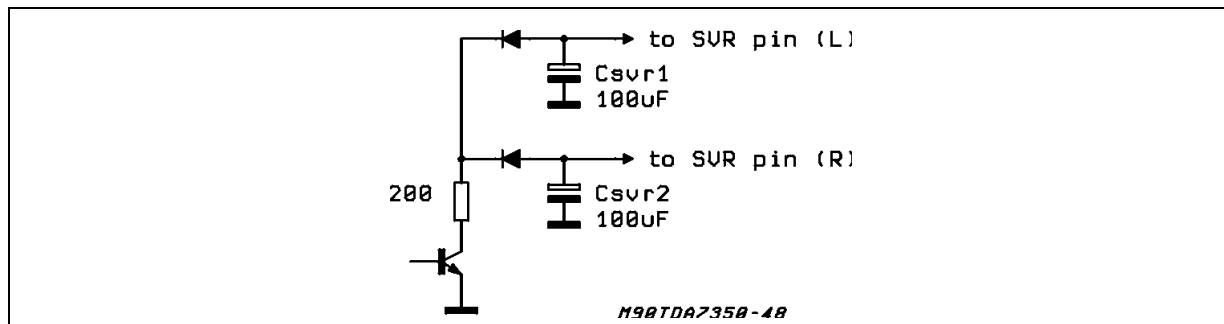 to SVR pin (L)
Csvr1
100uF
to SVR pin (R)
200
Csvr2
100uF
M90TDA7350-48